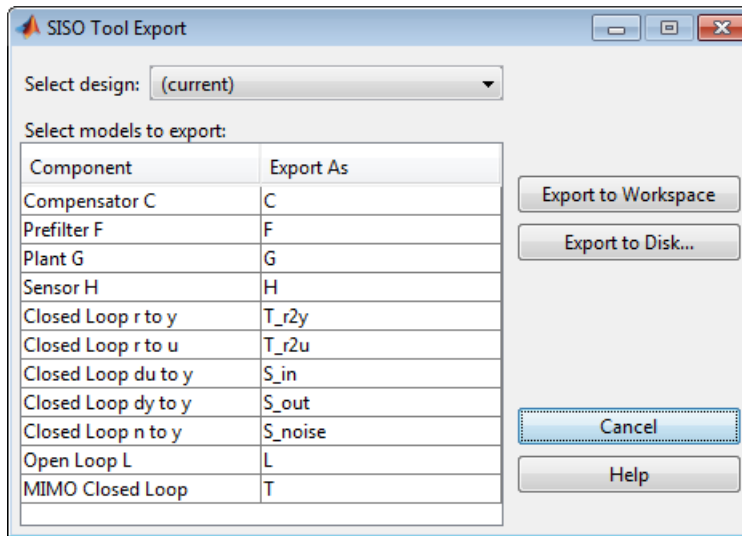 SISO Tool Export
Select design: (current)
Select models to export:
Component Export As
Compensator C C
Prefilter F F
Plant G G
Sensor H H
Closed Loop r to y T_r2y
Closed Loop r to u T_r2u
Closed Loop du to y S_in
Closed Loop dy to y S_out
Closed Loop n to y S_noise
Open Loop L L
MIMO Closed Loop T
Export to Workspace
Export to Disk...
Cancel
Help